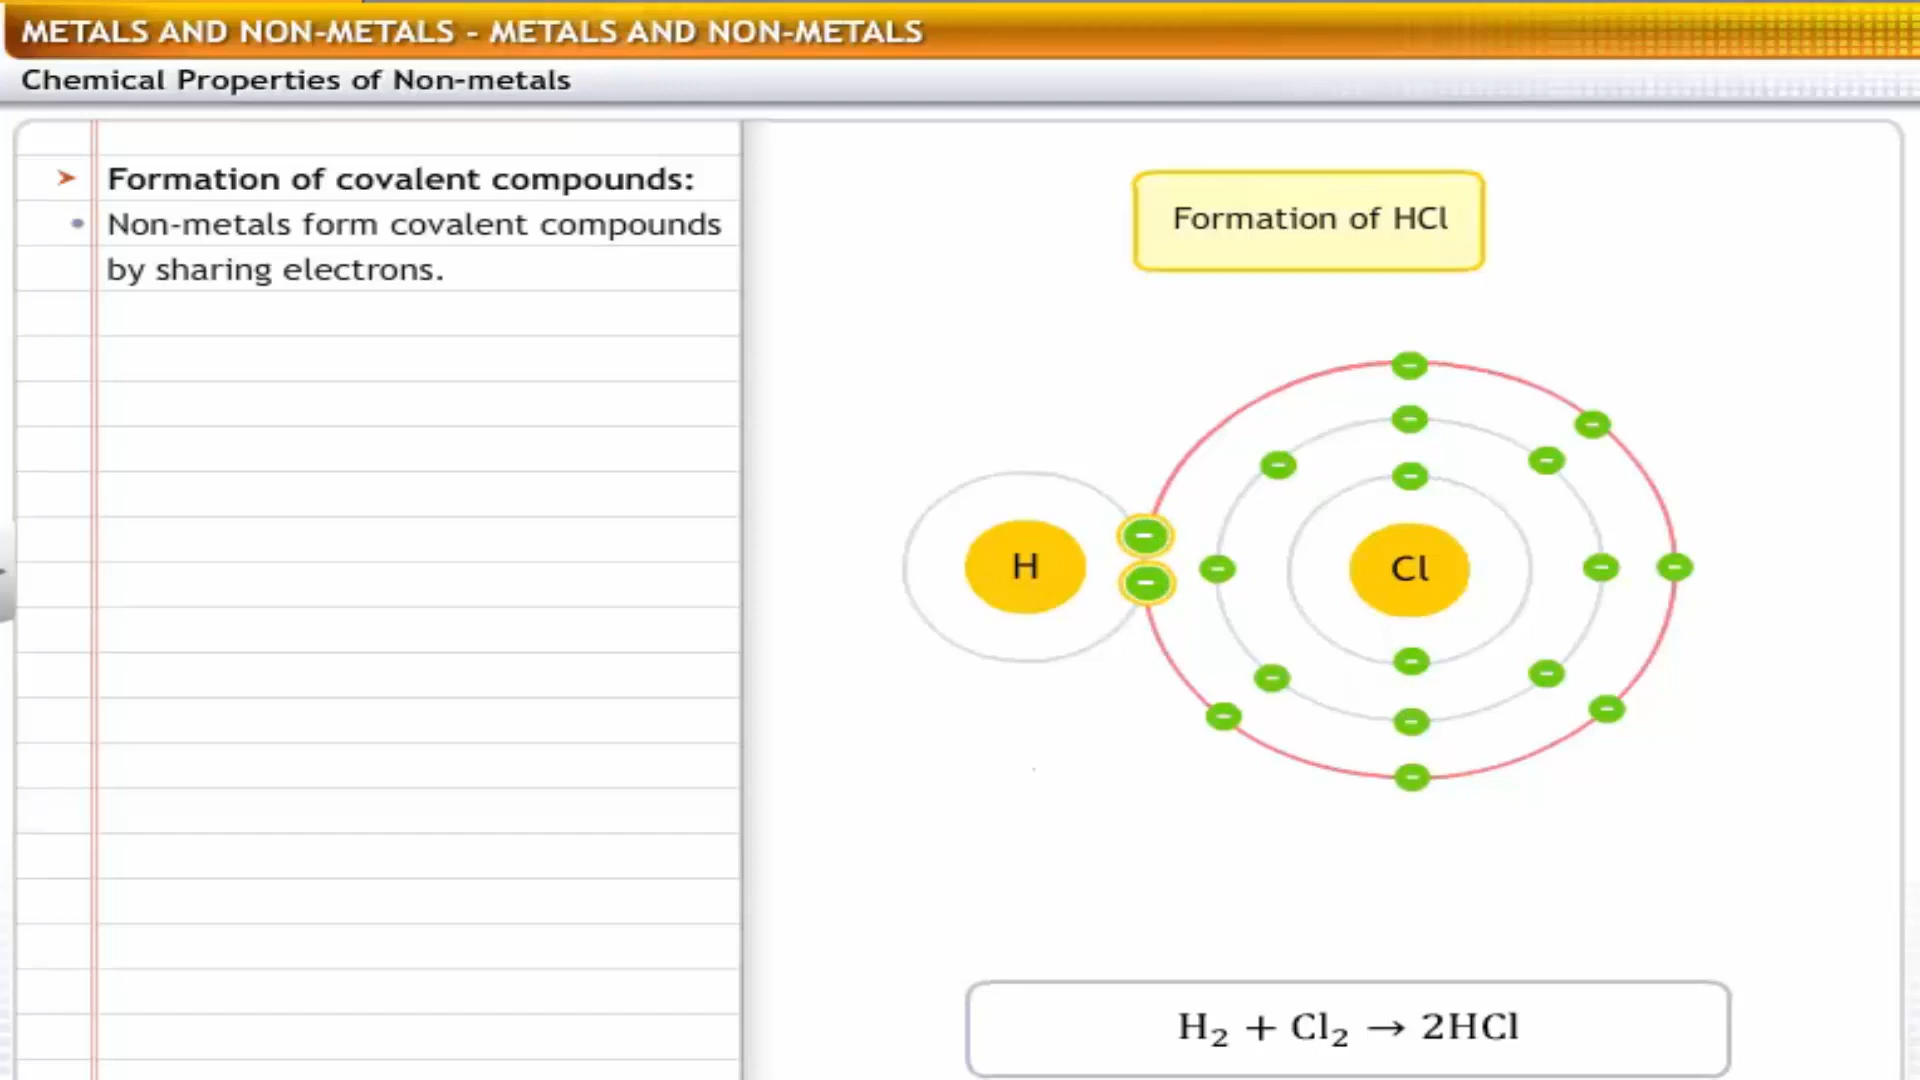 METALS AND NON-METALS - METALS AND NON-METALS
Chemical Properties of Non-metals
➤ Formation of covalent compounds:
• Non-metals form covalent compounds
by sharing electrons.
Formation of HCl
H
Cl
H₂ + Cl₂ → 2HCl